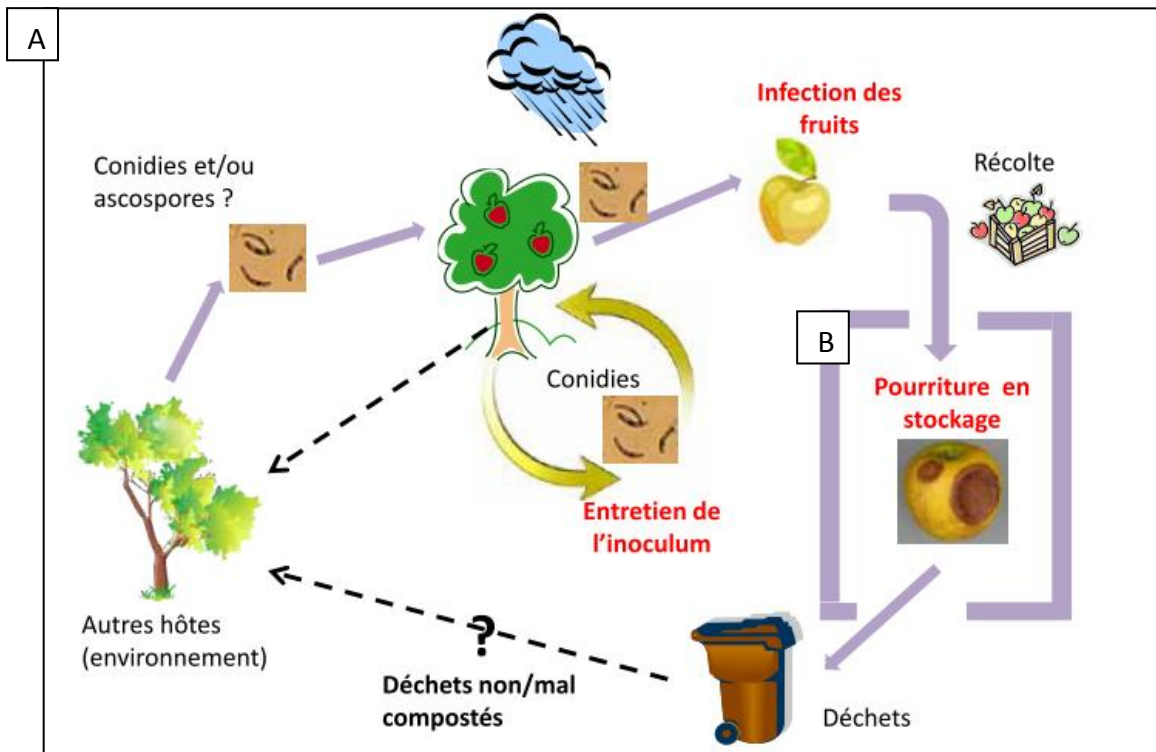 A
Infection des
fruits
Récolte
Conidies et/ou
ascospores ?
B
Conidies
Pourriture en
stockage
Entretien de
l'inoculum
Autres hôtes
(environnement)
?
Déchets non/mal
compostés
Déchets